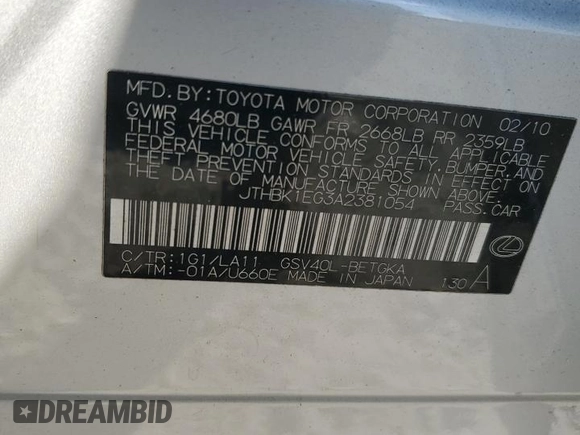 MFD. BY: TOYOTA MOTOR CORPORATION 02/10
GVWR 4680LB GAWR FR 2668LB RR 2359LB
THIS VEHICLE CONFORMS TO ALL APPLICABLE
FEDERAL MOTOR VEHICLE SAFETY, BUMPER, AND
THEFT PREVENTION STANDARDS IN EFFECT ON
THE DATE OF MANUFACTURE SHOWN ABOVE.
JTHBK1EG3A2381054 PASS.CAR
C/TR: 1G1/LA11 GSV40L-BETGKA
A/TM: -01A/U660E MADE IN JAPAN 130 A
DREAMBID